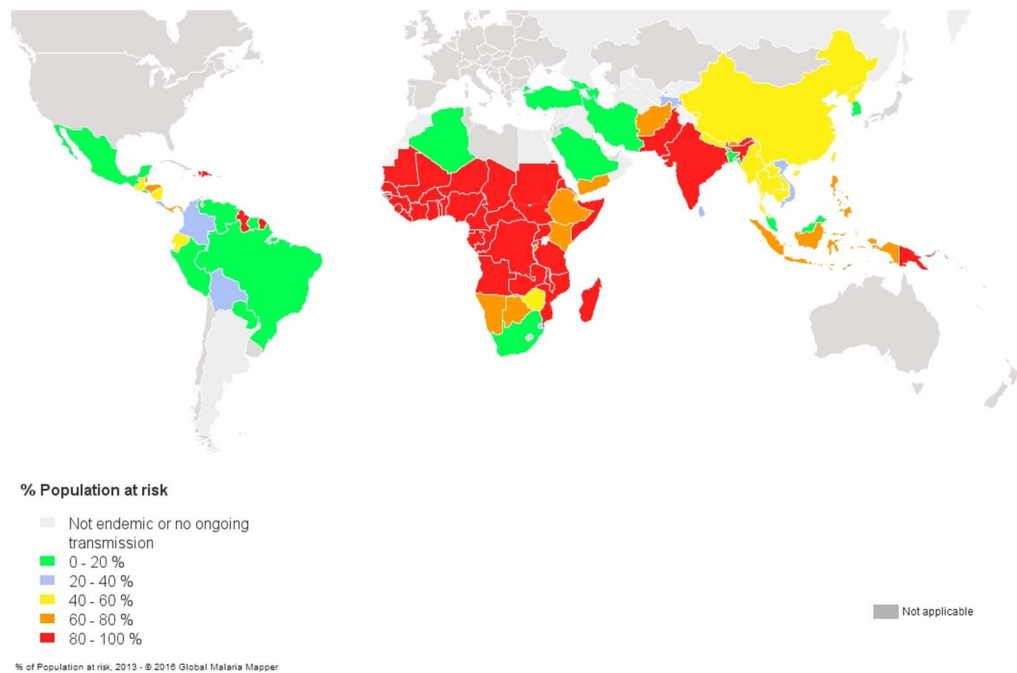 % Population at risk
Not endemic or no ongoing
transmission
0 - 20 %
20 - 40 %
40 - 60 %
60 - 80 %
80 - 100 %
Not applicable
% of Population at risk, 2013 - © 2016 Global Malaria Mapper